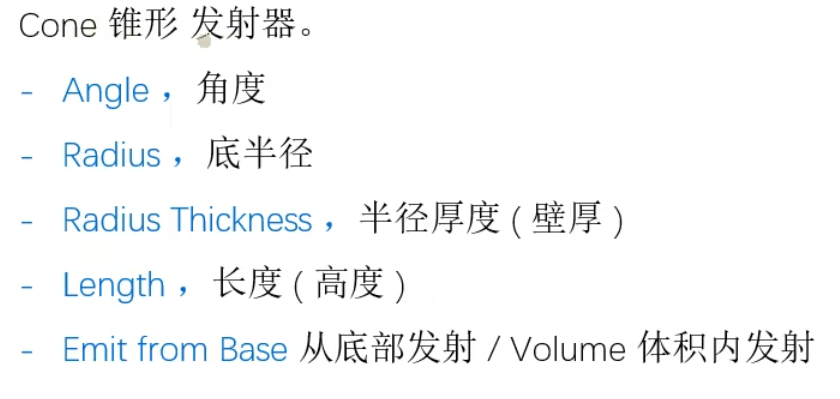 Cone 锥形 发射器。
- Angle ，角度
- Radius ，底半径
- Radius Thickness ，半径厚度 ( 壁厚 )
- Length ，长度 ( 高度 )
- Emit from Base 从底部发射 / Volume 体积内发射